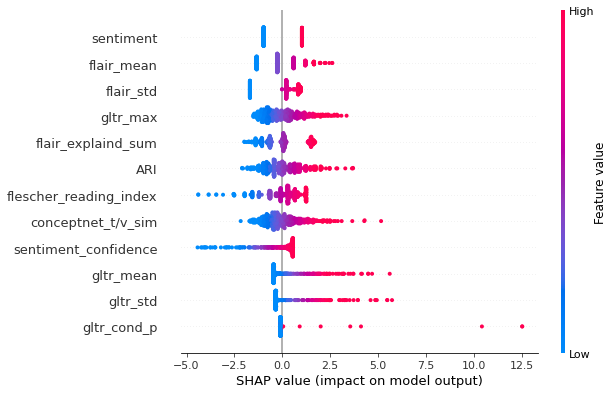 High
sentiment
flair_mean
flair_std
gltr_max
flair_explaind_sum
ARI
flescher_reading_index
conceptnet_t/v_sim
sentiment_confidence
gltr_mean
gltr_std
gltr_cond_p
Feature value
Low
−5.0 −2.5 0.0 2.5 5.0 7.5 10.0 12.5
SHAP value (impact on model output)